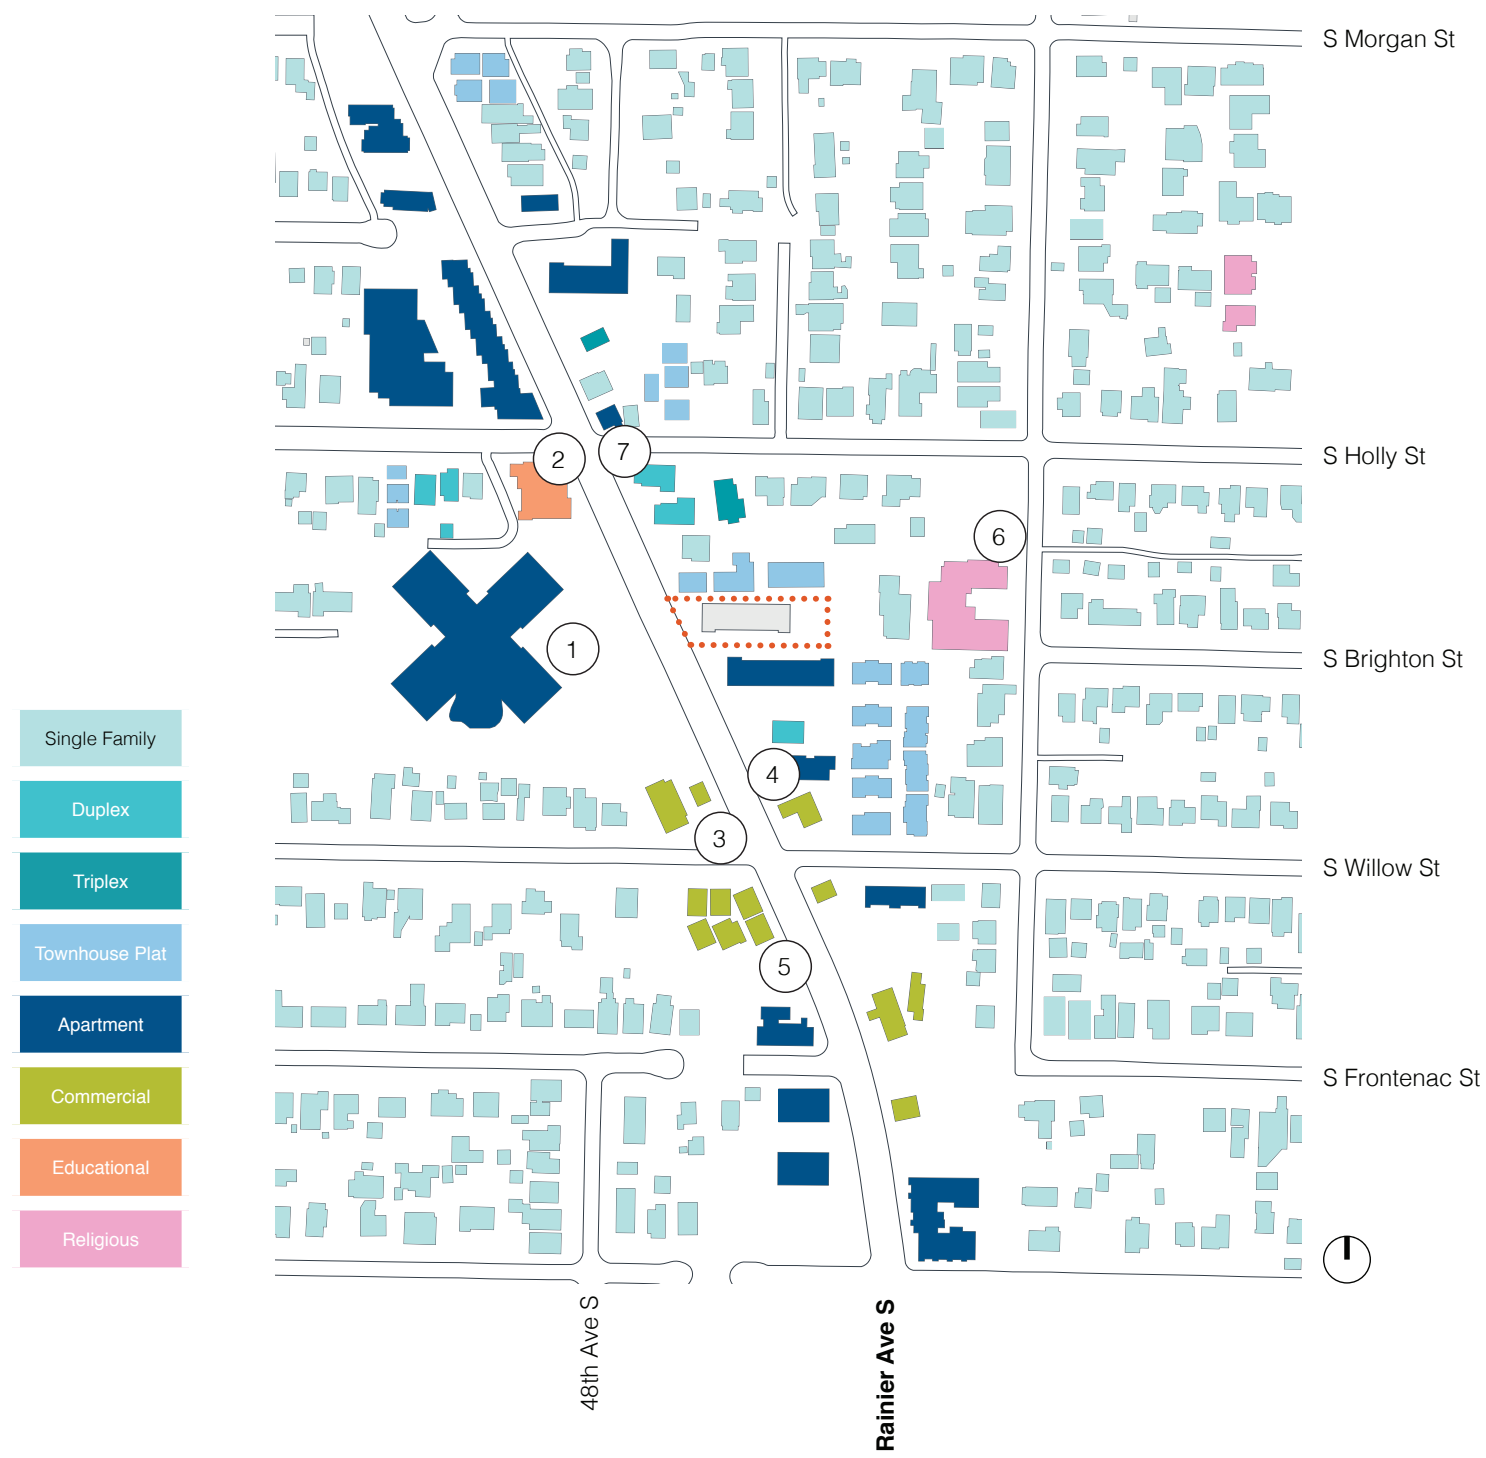 S Morgan St
S Holly St
S Brighton St
S Willow St
S Frontenac St
Single Family
Duplex
Triplex
Townhouse Plat
Apartment
Commercial
Educational
Religious
1
2
3
4
5
6
7
48th Ave S
Rainier Ave S